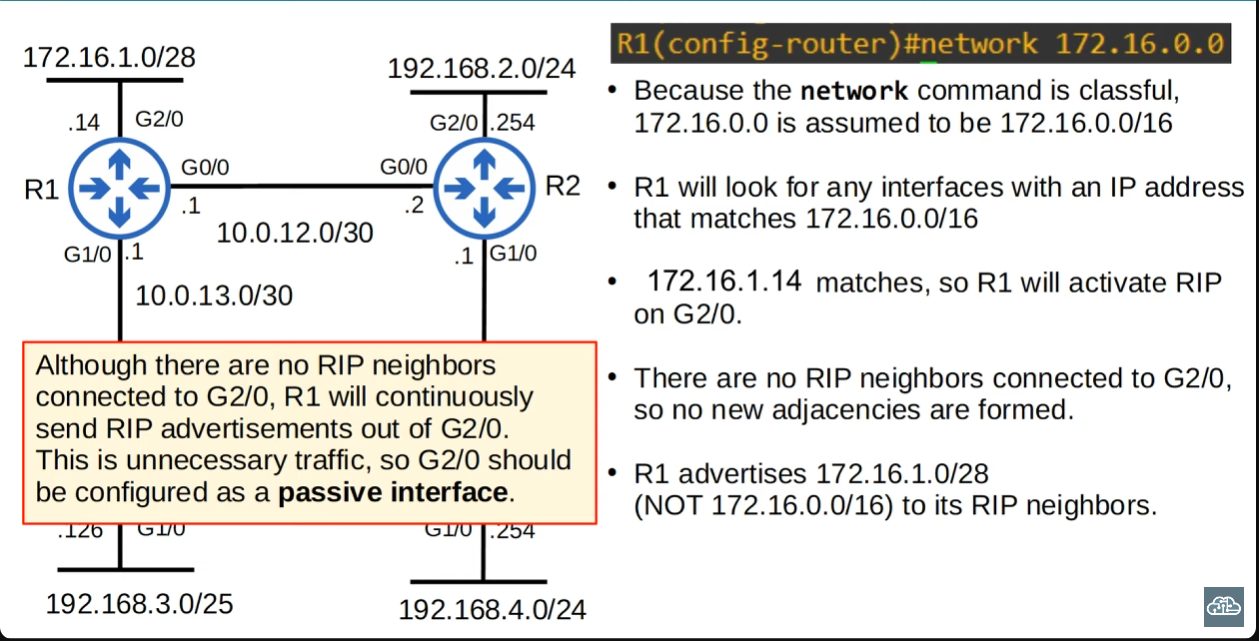 172.16.1.0/28
192.168.2.0/24
.14 G2/0
G2/0 .254
G0/0
G0/0
R1
R2
.1
.2
10.0.12.0/30
G1/0 .1
.1 G1/0
10.0.13.0/30
Although there are no RIP neighbors
connected to G2/0, R1 will continuously
send RIP advertisements out of G2/0.
This is unnecessary traffic, so G2/0 should
be configured as a passive interface.
.126 G1/0
G1/0 .254
192.168.3.0/25
192.168.4.0/24
R1(config-router)#network 172.16.0.0
• Because the network command is classful,
172.16.0.0 is assumed to be 172.16.0.0/16
• R1 will look for any interfaces with an IP address
that matches 172.16.0.0/16
• 172.16.1.14 matches, so R1 will activate RIP
on G2/0.
• There are no RIP neighbors connected to G2/0,
so no new adjacencies are formed.
• R1 advertises 172.16.1.0/28
(NOT 172.16.0.0/16) to its RIP neighbors.